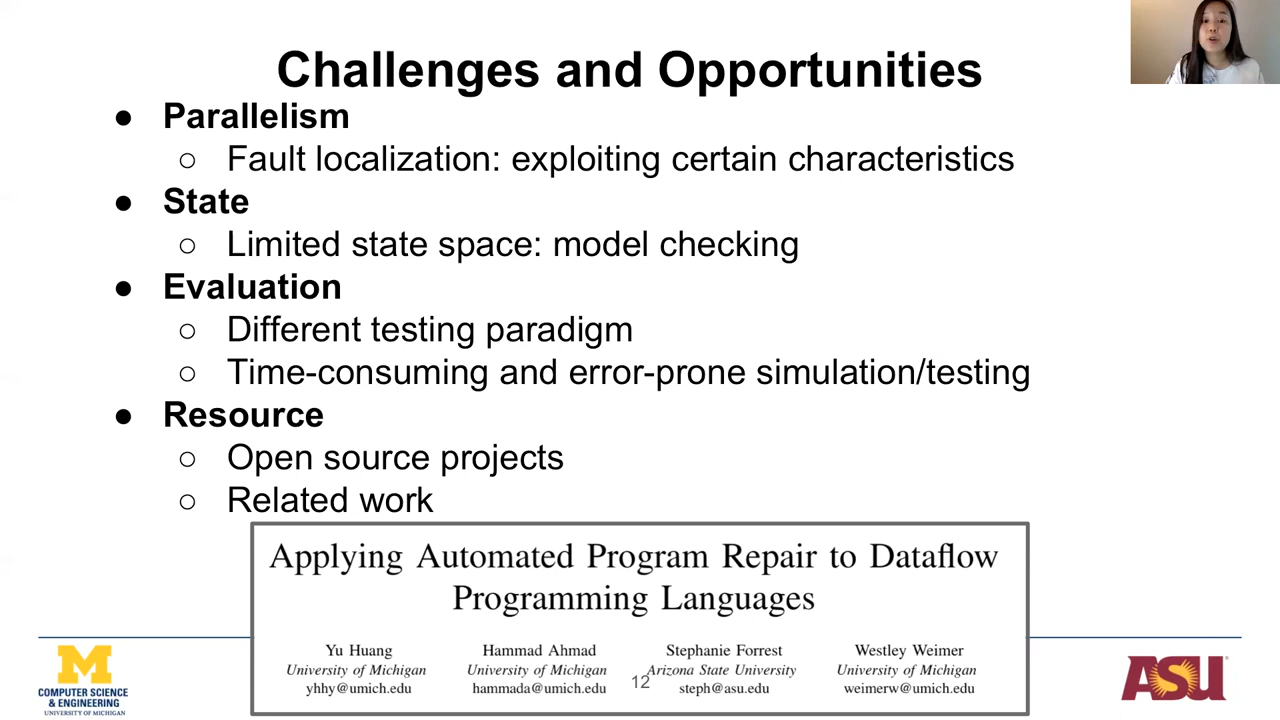 Challenges and Opportunities
● Parallelism
○ Fault localization: exploiting certain characteristics
● State
○ Limited state space: model checking
● Evaluation
○ Different testing paradigm
○ Time-consuming and error-prone simulation/testing
● Resource
○ Open source projects
○ Related work
Applying Automated Program Repair to Dataflow
Programming Languages
Yu Huang Hammad Ahmad Stephanie Forrest Westley Weimer
University of Michigan University of Michigan Arizona State University University of Michigan
yhhy@umich.edu hammada@umich.edu steph@asu.edu weimerw@umich.edu
12
M
COMPUTER SCIENCE
& ENGINEERING
UNIVERSITY OF MICHIGAN
ASU